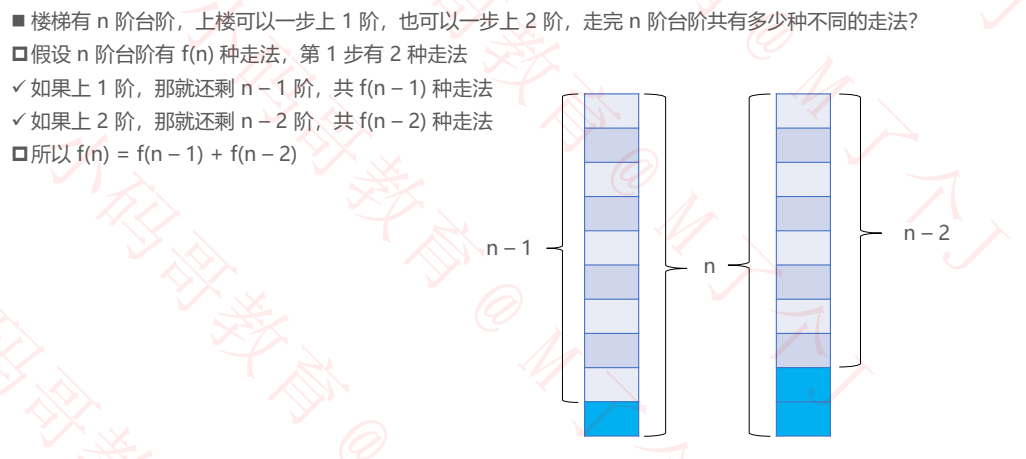 ■ 楼梯有 n 阶台阶，上楼可以一步上 1 阶，也可以一步上 2 阶，走完 n 阶台阶共有多少种不同的走法？
假设 n 阶台阶有 f(n) 种走法，第 1 步有 2 种走法
✓ 如果上 1 阶，那就还剩 n – 1 阶，共 f(n – 1) 种走法
✓ 如果上 2 阶，那就还剩 n – 2 阶，共 f(n – 2) 种走法
所以 f(n) = f(n – 1) + f(n – 2)
n – 1
n
n – 2
小码哥教育 @ M了个J